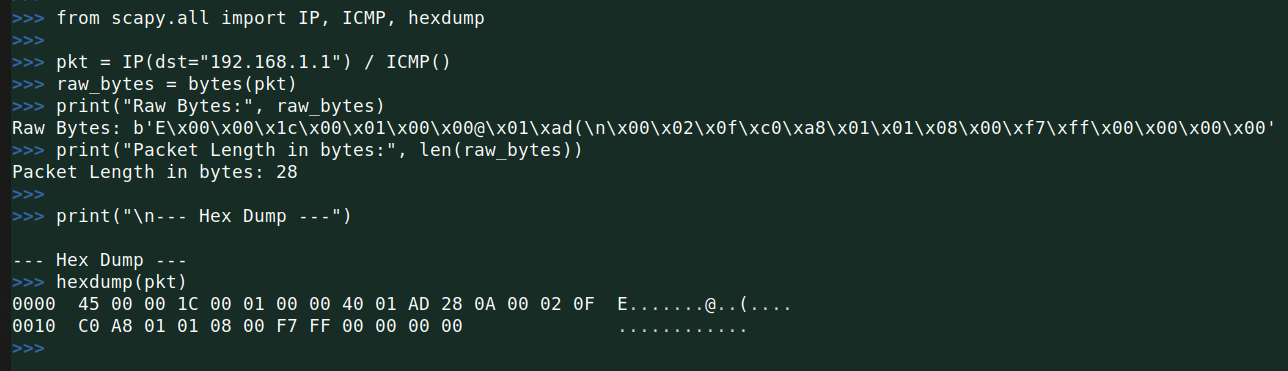 >>> from scapy.all import IP, ICMP, hexdump
>>>
>>> pkt = IP(dst="192.168.1.1") / ICMP()
>>> raw_bytes = bytes(pkt)
>>> print("Raw Bytes:", raw_bytes)
Raw Bytes: b'E\x00\x00\x1c\x00\x01\x00\x00@\x01\xad(\n\x00\x02\x0f\xc0\xa8\x01\x01\x08\x00\xf7\xff\x00\x00\x00\x00'
>>> print("Packet Length in bytes:", len(raw_bytes))
Packet Length in bytes: 28
>>>
>>> print("\n--- Hex Dump ---")

--- Hex Dump ---
>>> hexdump(pkt)
0000  45 00 00 1C 00 01 00 00 40 01 AD 28 0A 00 02 0F  E.......@..(....
0010  C0 A8 01 01 08 00 F7 FF 00 00 00 00              ............
>>>